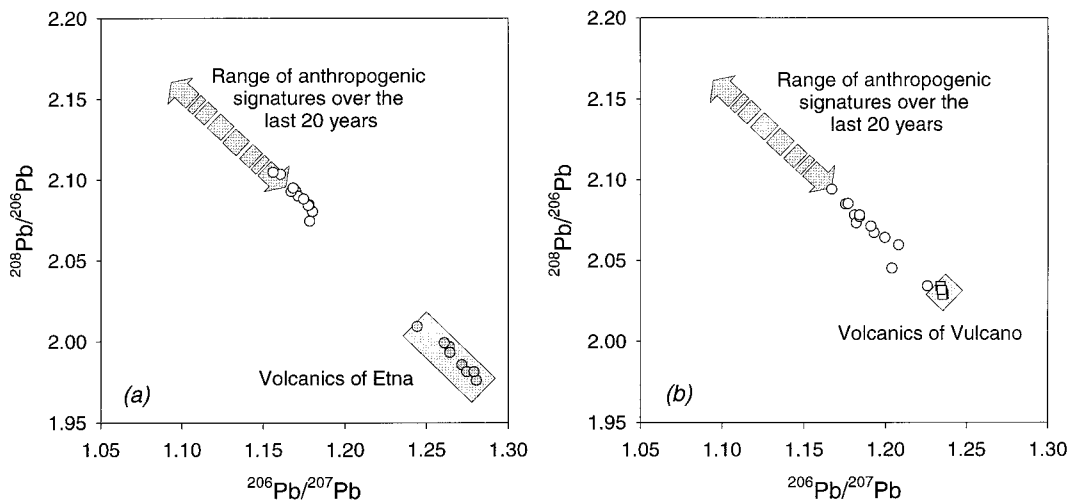 2.20
2.15
2.10
2.05
2.00
1.95
²⁰⁸Pb/²⁰⁶Pb
Range of anthropogenic
signatures over the
last 20 years
Volcanics of Etna
(a)
1.05
1.10
1.15
1.20
1.25
1.30
²⁰⁶Pb/²⁰⁷Pb
2.20
2.15
2.10
2.05
2.00
1.95
²⁰⁸Pb/²⁰⁶Pb
Range of anthropogenic
signatures over the
last 20 years
Volcanics of Vulcano
(b)
1.05
1.10
1.15
1.20
1.25
1.30
²⁰⁶Pb/²⁰⁷Pb